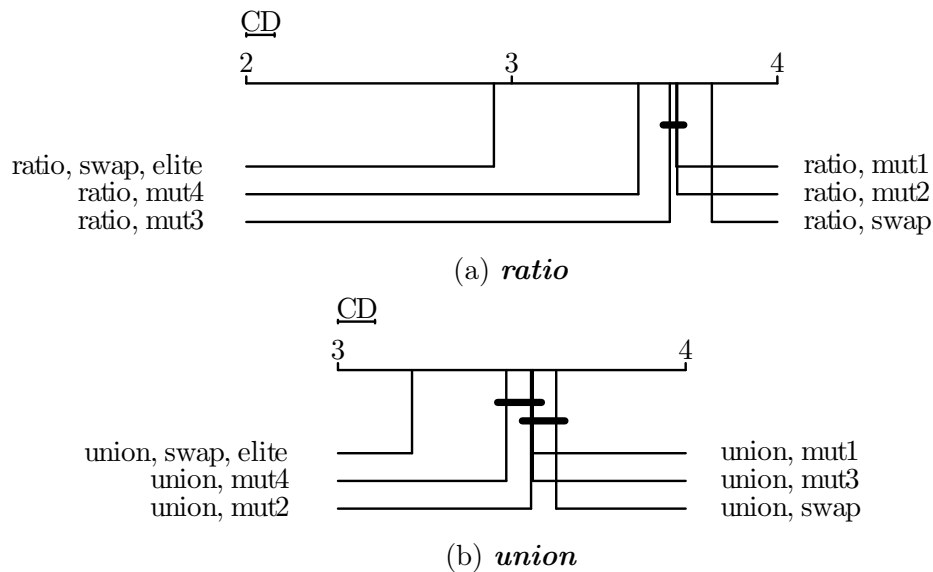 CD
2 3 4
ratio, swap, elite ratio, mut1
ratio, mut4 ratio, mut2
ratio, mut3 ratio, swap
(a) ratio
CD
3 4
union, swap, elite union, mut1
union, mut4 union, mut3
union, mut2 union, swap
(b) union